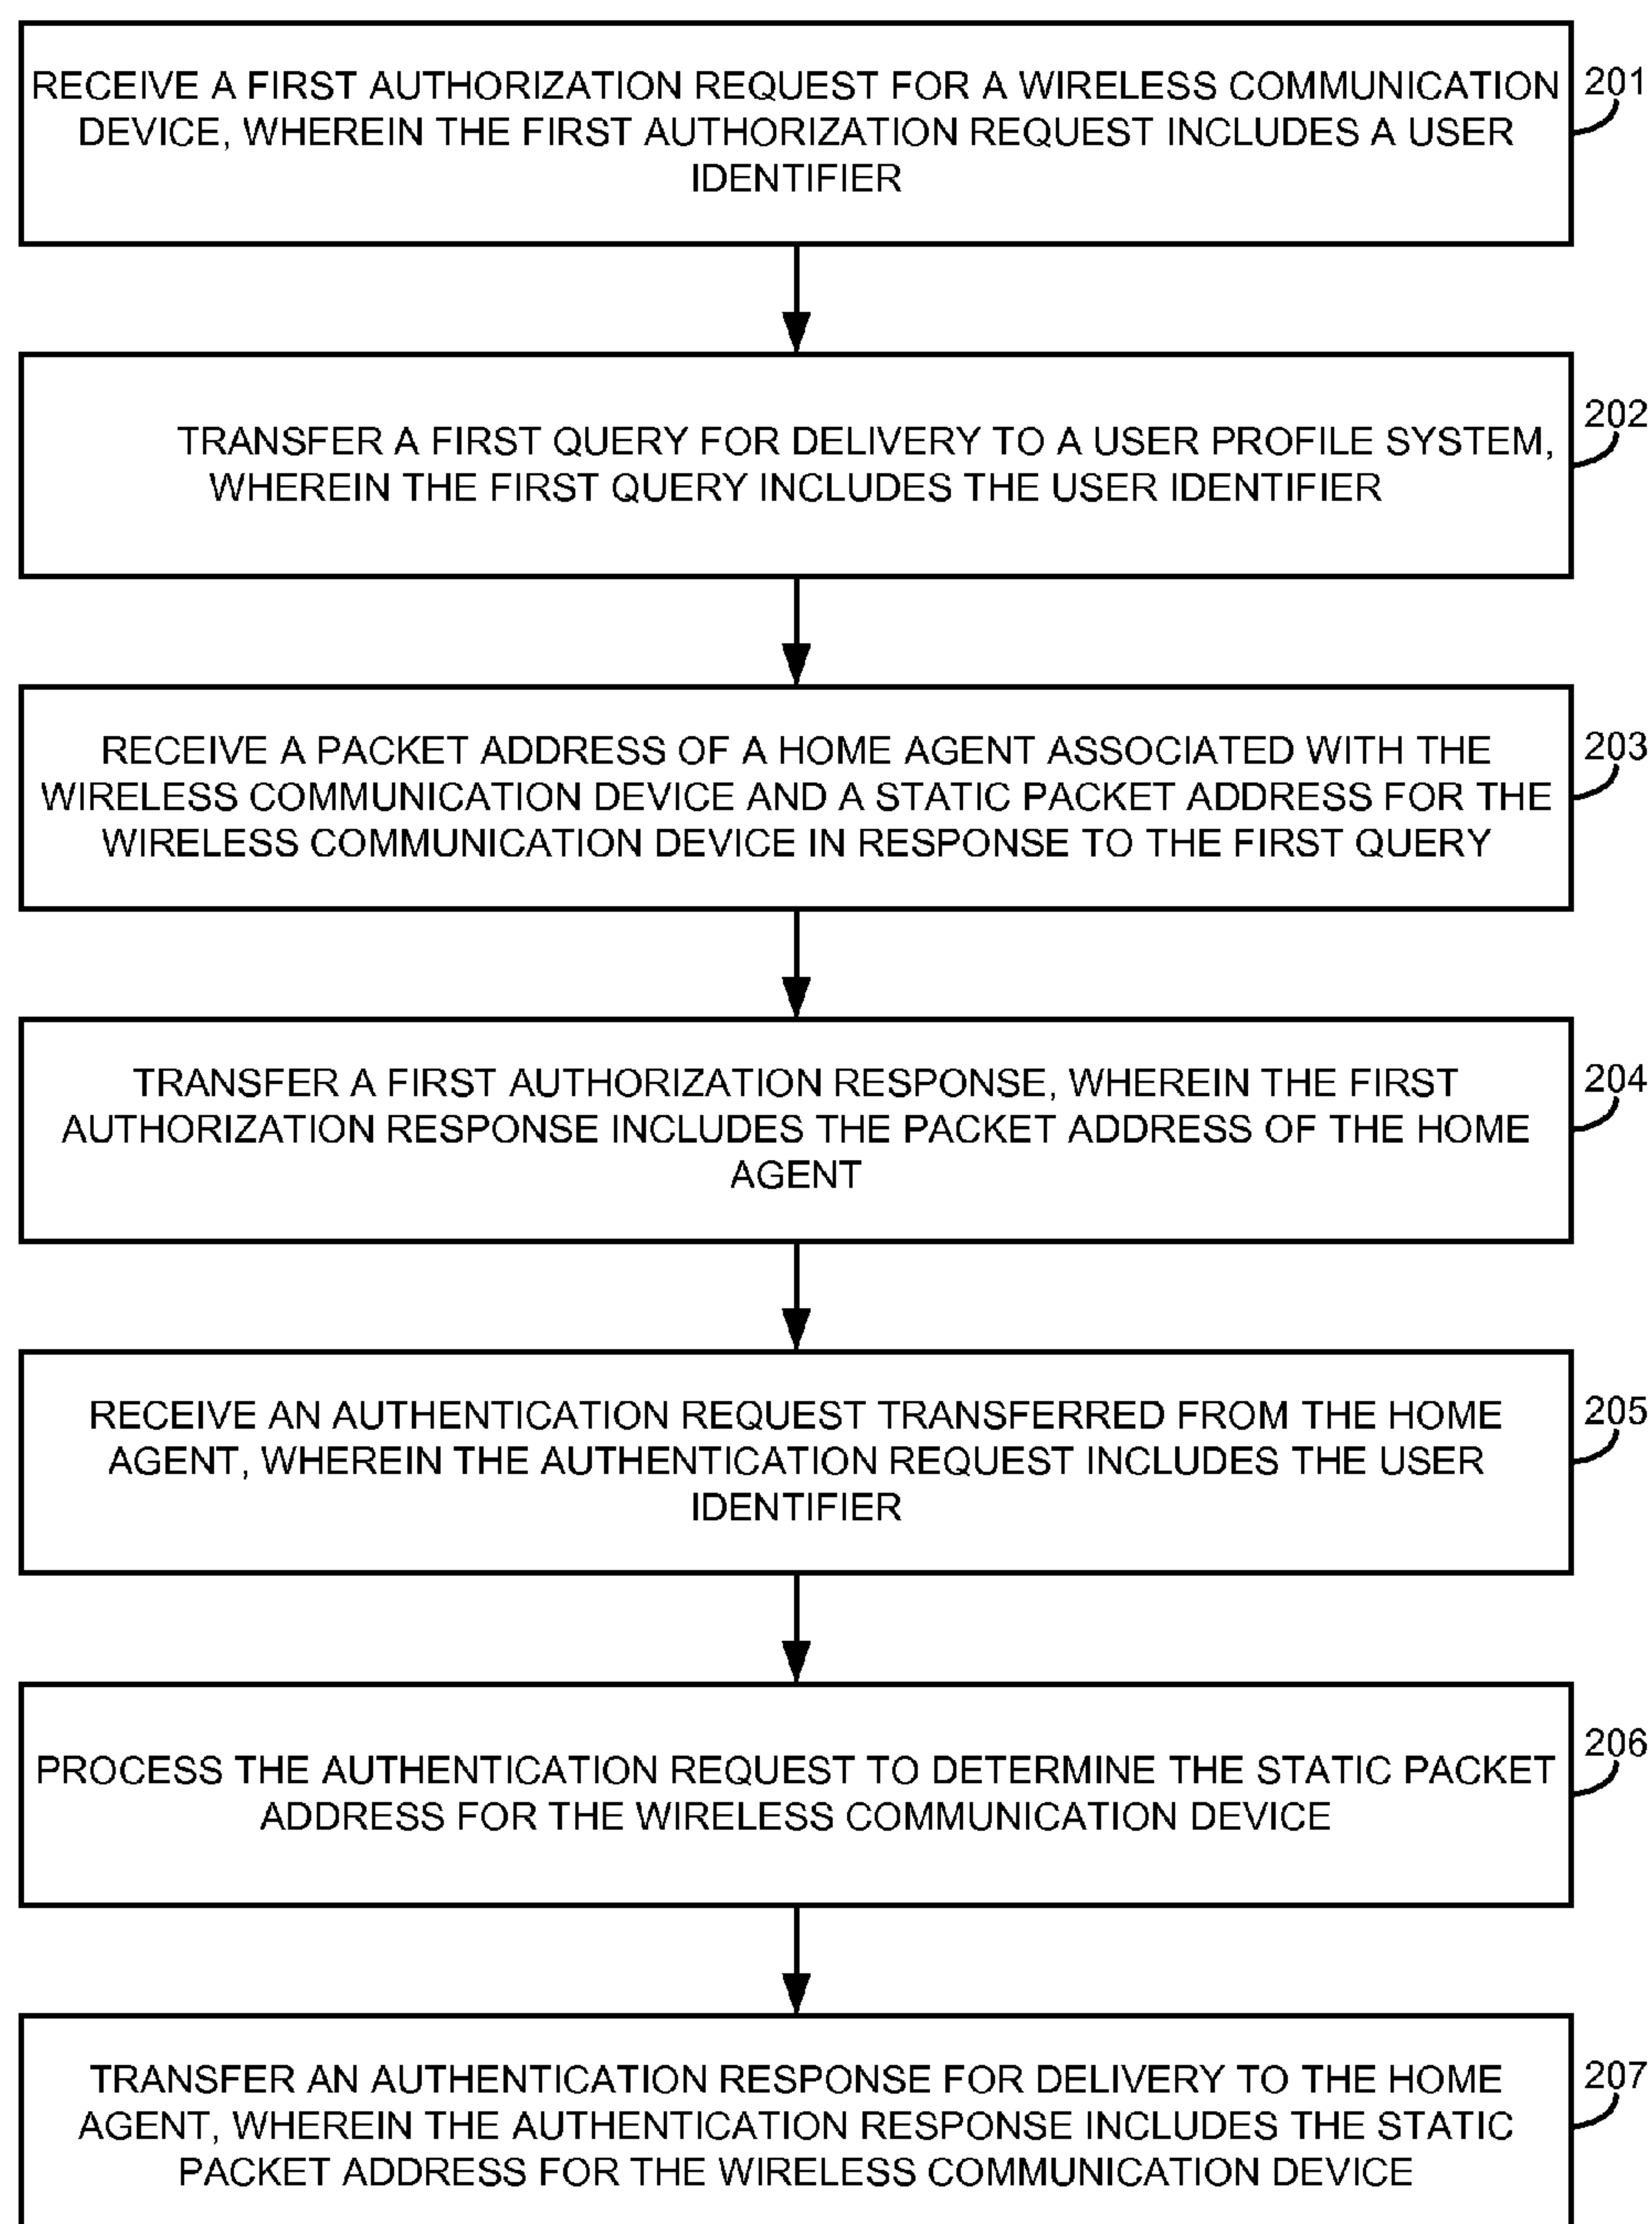 RECEIVE A FIRST AUTHORIZATION REQUEST FOR A WIRELESS COMMUNICATION
DEVICE, WHEREIN THE FIRST AUTHORIZATION REQUEST INCLUDES A USER
IDENTIFIER
201
TRANSFER A FIRST QUERY FOR DELIVERY TO A USER PROFILE SYSTEM,
WHEREIN THE FIRST QUERY INCLUDES THE USER IDENTIFIER
202
RECEIVE A PACKET ADDRESS OF A HOME AGENT ASSOCIATED WITH THE
WIRELESS COMMUNICATION DEVICE AND A STATIC PACKET ADDRESS FOR THE
WIRELESS COMMUNICATION DEVICE IN RESPONSE TO THE FIRST QUERY
203
TRANSFER A FIRST AUTHORIZATION RESPONSE, WHEREIN THE FIRST
AUTHORIZATION RESPONSE INCLUDES THE PACKET ADDRESS OF THE HOME
AGENT
204
RECEIVE AN AUTHENTICATION REQUEST TRANSFERRED FROM THE HOME
AGENT, WHEREIN THE AUTHENTICATION REQUEST INCLUDES THE USER
IDENTIFIER
205
PROCESS THE AUTHENTICATION REQUEST TO DETERMINE THE STATIC PACKET
ADDRESS FOR THE WIRELESS COMMUNICATION DEVICE
206
TRANSFER AN AUTHENTICATION RESPONSE FOR DELIVERY TO THE HOME
AGENT, WHEREIN THE AUTHENTICATION RESPONSE INCLUDES THE STATIC
PACKET ADDRESS FOR THE WIRELESS COMMUNICATION DEVICE
207